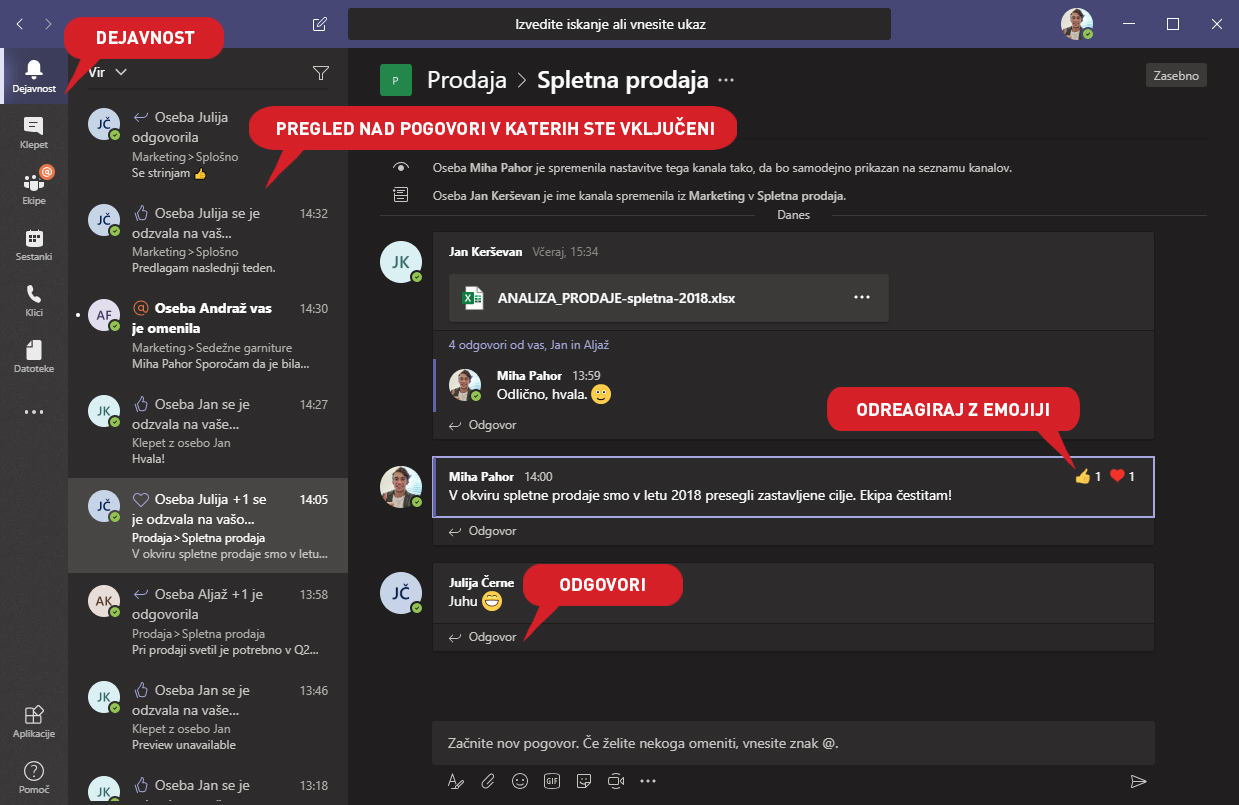 Izvedite iskanje ali vnesite ukaz
DEJAVNOST
Dejavnost
Klepet
@
Ekipe
Sestanki
Klici
Datoteke
Aplikacije
Pomoč
Vir
JČ
Oseba Julija
odgovorila
Marketing > Splošno
Se strinjam 👍
PREGLED NAD POGOVORI V KATERIH STE VKLJUČENI
JČ
Oseba Julija se je 14:32
odzvala na vaš...
Marketing > Splošno
Predlagam naslednji teden.
AF
@ Oseba Andraž vas 14:30
je omenila
Marketing > Sedežne garniture
Miha Pahor Sporočam da je bila...
JK
Oseba Jan se je 14:27
odzvala na vaše...
Klepet z osebo Jan
Hvala!
JČ
Oseba Julija +1 se 14:05
je odzvala na vašo...
Prodaja > Spletna prodaja
V okviru spletne prodaje smo v letu...
AK
Oseba Aljaž +1 je 13:58
odgovorila
Prodaja > Spletna prodaja
Pri prodaji svetil je potrebno v Q2...
JK
Oseba Jan se je 13:46
odzvala na vaše...
Klepet z osebo Jan
Preview unavailable
JK
Oseba Jan se je 13:18
P
Prodaja > Spletna prodaja ···
Zasebno
Oseba Miha Pahor je spremenila nastavitve tega kanala tako, da bo samodejno prikazan na seznamu kanalov.
Oseba Jan Kerševan je ime kanala spremenila iz Marketing v Spletna prodaja.
Danes
JK
Jan Kerševan Včeraj, 15:34
ANALIZA_PRODAJE-spletna-2018.xlsx ···
4 odgovori od vas, Jan in Aljaž
Miha Pahor 13:59
Odlično, hvala. 🙂
Odgovor
ODREAGIRAJ Z EMOJIJI
Miha Pahor 14:00
👍 1 ❤ 1
V okviru spletne prodaje smo v letu 2018 presegli zastavljene cilje. Ekipa čestitam!
Odgovor
JČ
Julija Černe
Juhu 😁
ODGOVORI
Odgovor
Začnite nov pogovor. Če želite nekoga omeniti, vnesite znak @.
GIF